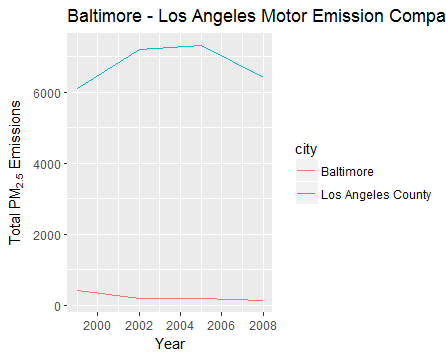 Baltimore - Los Angeles Motor Emission Compa
6000
4000
2000
0
Total PM2.5 Emissions
2000 2002 2004 2006 2008
Year
city
Baltimore
Los Angeles County